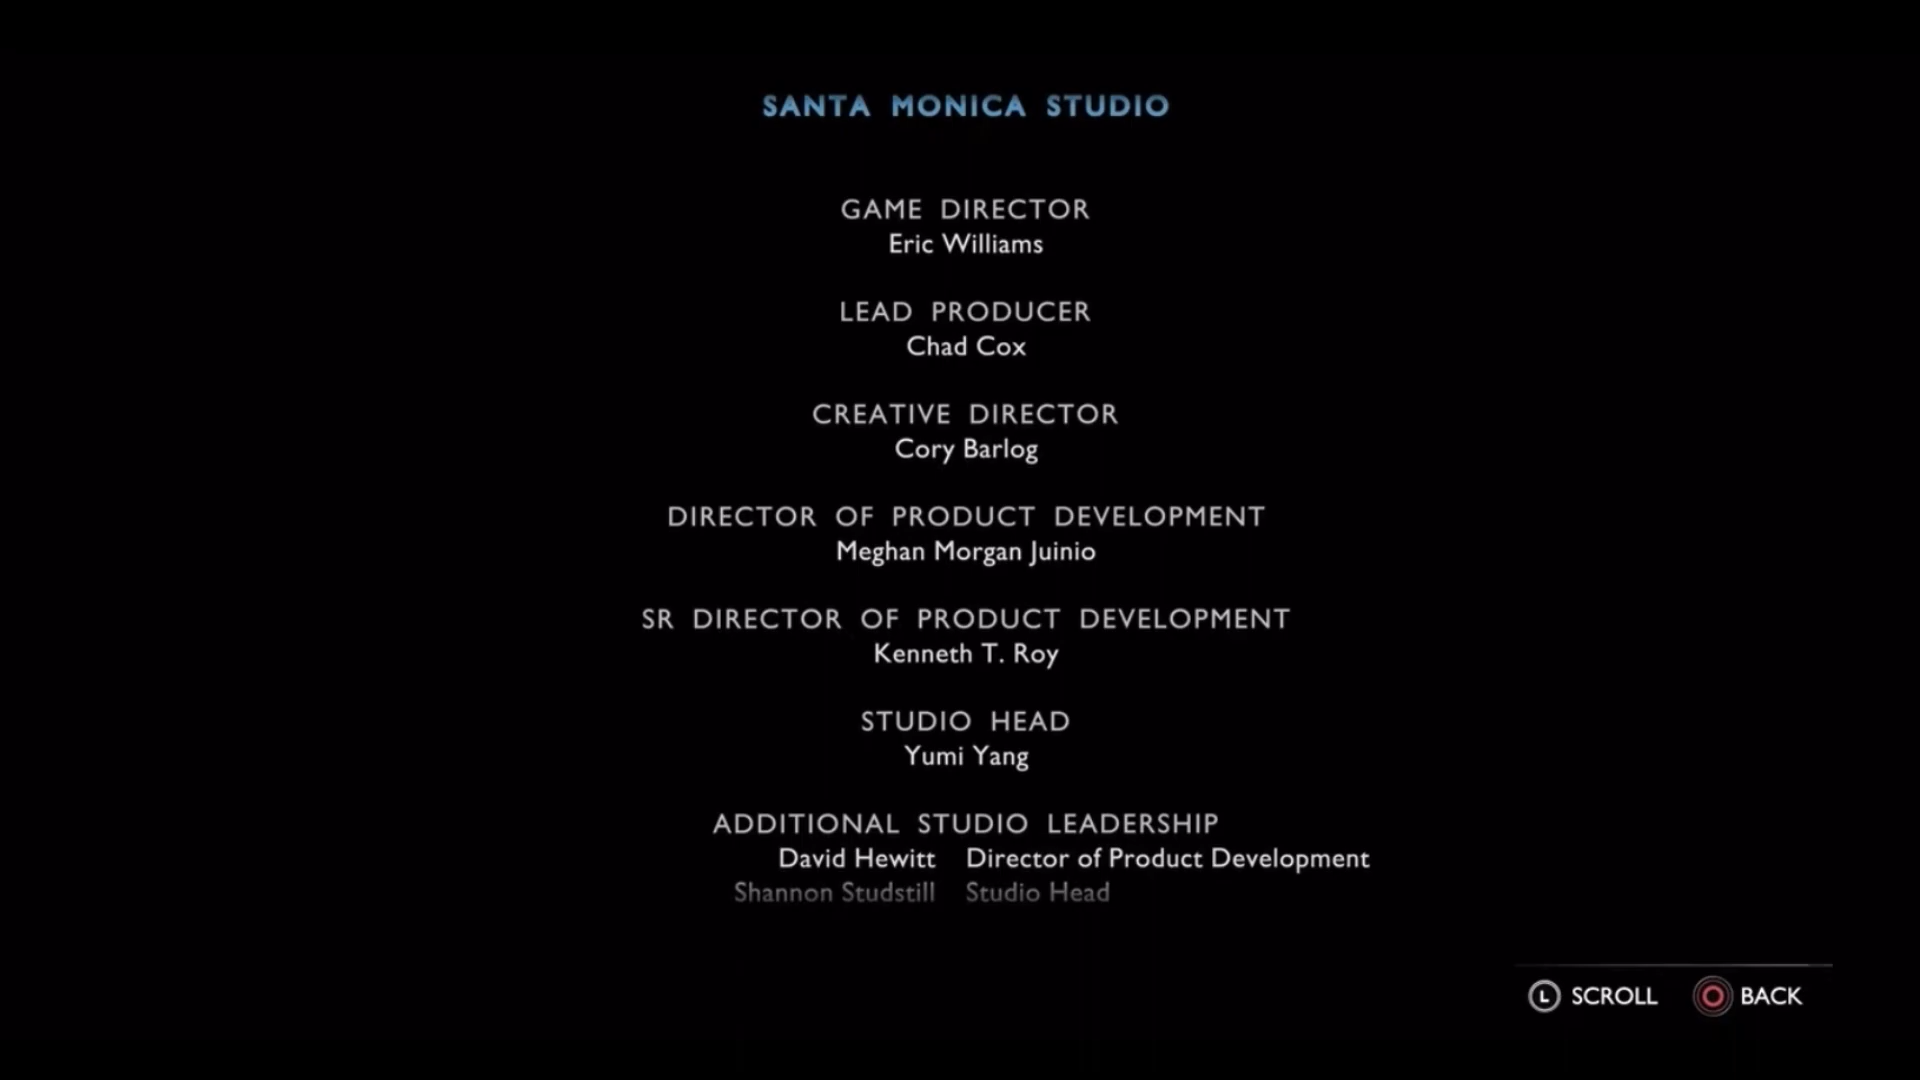 SANTA MONICA STUDIO
GAME DIRECTOR
Eric Williams
LEAD PRODUCER
Chad Cox
CREATIVE DIRECTOR
Cory Barlog
DIRECTOR OF PRODUCT DEVELOPMENT
Meghan Morgan Juinio
SR DIRECTOR OF PRODUCT DEVELOPMENT
Kenneth T. Roy
STUDIO HEAD
Yumi Yang
ADDITIONAL STUDIO LEADERSHIP
David Hewitt Director of Product Development
Shannon Studstill Studio Head
L SCROLL BACK